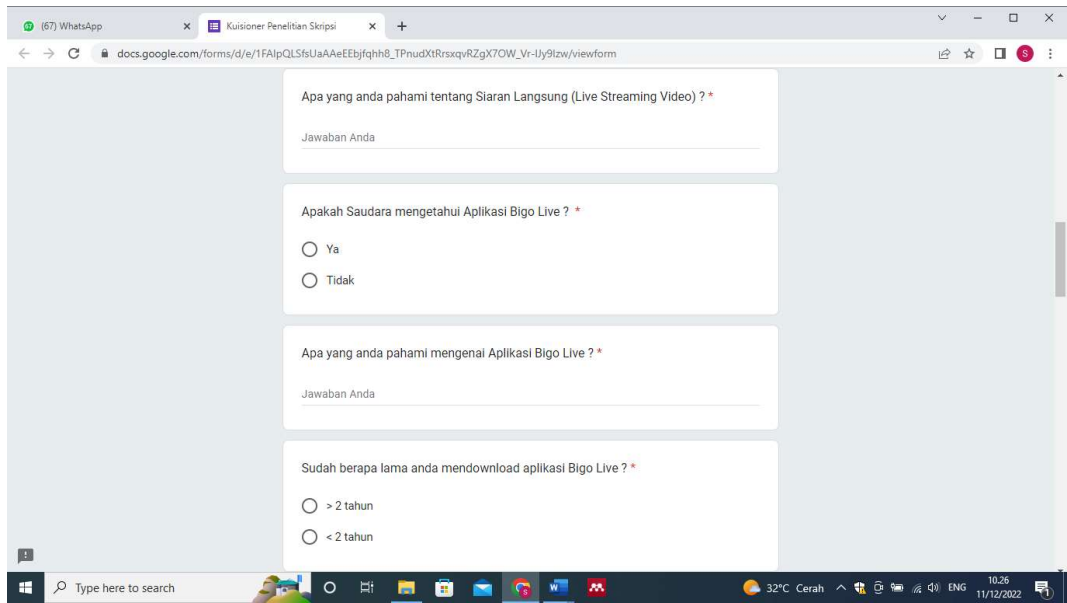 (67) WhatsApp
Kuisioner Penelitian Skripsi
docs.google.com/forms/d/e/1FAIpQLSfsUaAAeEEbjfqhh8_TPnudXtRrsxqvRZgX7OW_Vr-IJy9Izw/viewform
S
Apa yang anda pahami tentang Siaran Langsung (Live Streaming Video) ? *
Jawaban Anda
Apakah Saudara mengetahui Aplikasi Bigo Live ? *
Ya
Tidak
Apa yang anda pahami mengenai Aplikasi Bigo Live ? *
Jawaban Anda
Sudah berapa lama anda mendownload aplikasi Bigo Live ? *
> 2 tahun
< 2 tahun
Type here to search
32°C Cerah
ENG
10.26
11/12/2022